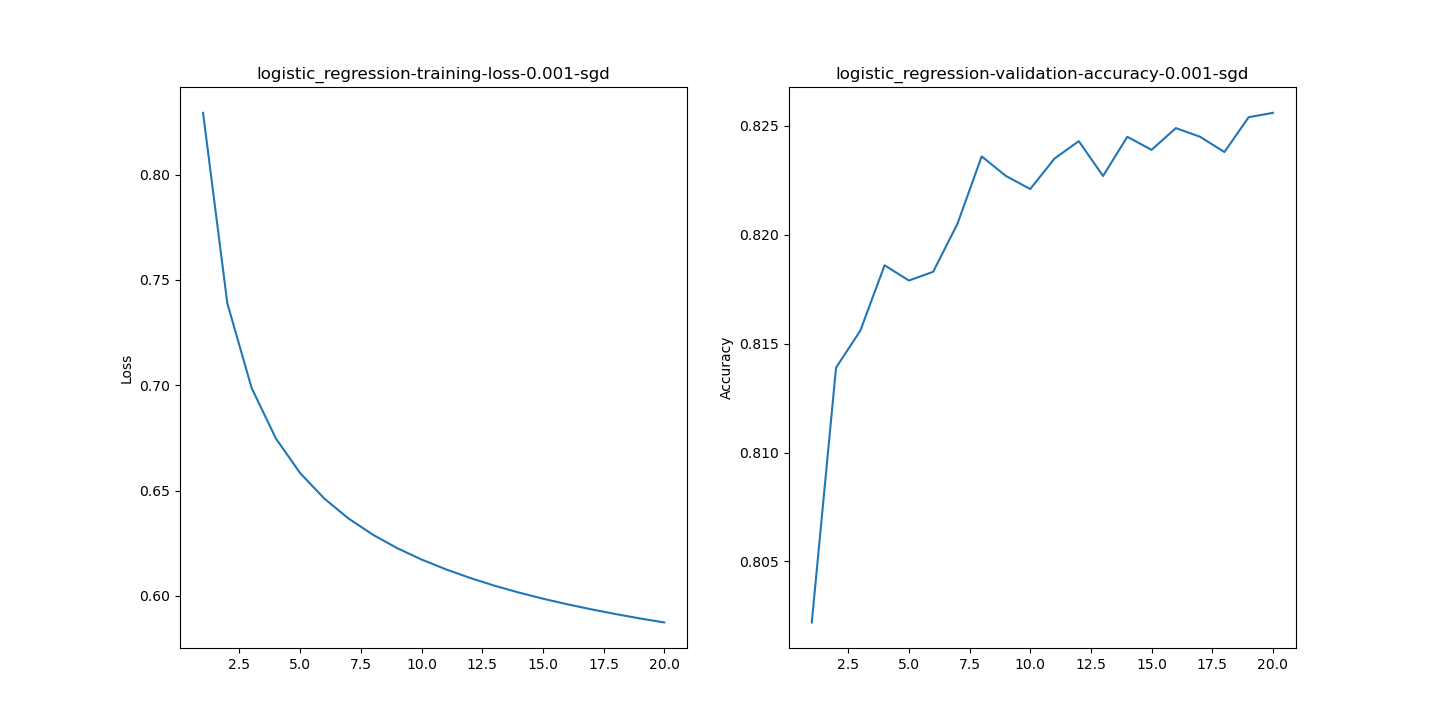 logistic_regression-training-loss-0.001-sgd
Loss
0.80
0.75
0.70
0.65
0.60
2.5 5.0 7.5 10.0 12.5 15.0 17.5 20.0
logistic_regression-validation-accuracy-0.001-sgd
Accuracy
0.825
0.820
0.815
0.810
0.805
2.5 5.0 7.5 10.0 12.5 15.0 17.5 20.0